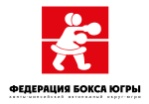 ФЕДЕРАЦИЯ БОКСА ЮГРЫ
ханты-мансийский автономный округ-югра